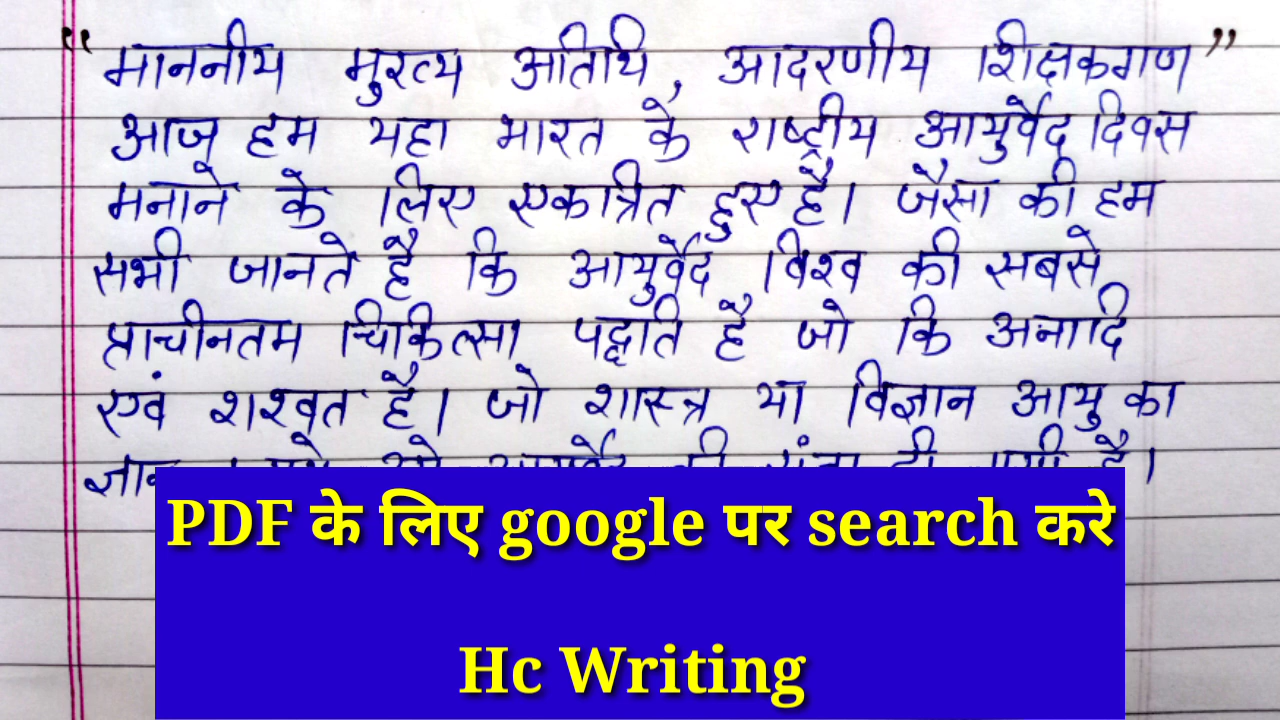 “माननीय मुख्य अतिथि, आदरणीय शिक्षकगण”
आज हम यहा भारत के राष्ट्रीय आयुर्वेद दिवस
मनाने के लिए एकत्रित हुए है। जैसा की हम
सभी जानते है कि आयुर्वेद विश्व की सबसे
प्राचीनतम चिकित्सा पद्धति है जो कि अनादि
एवं शश्वत है। जो शास्त्र या विज्ञान आयु का
है।
PDF के लिए google पर search करे
Hc Writing